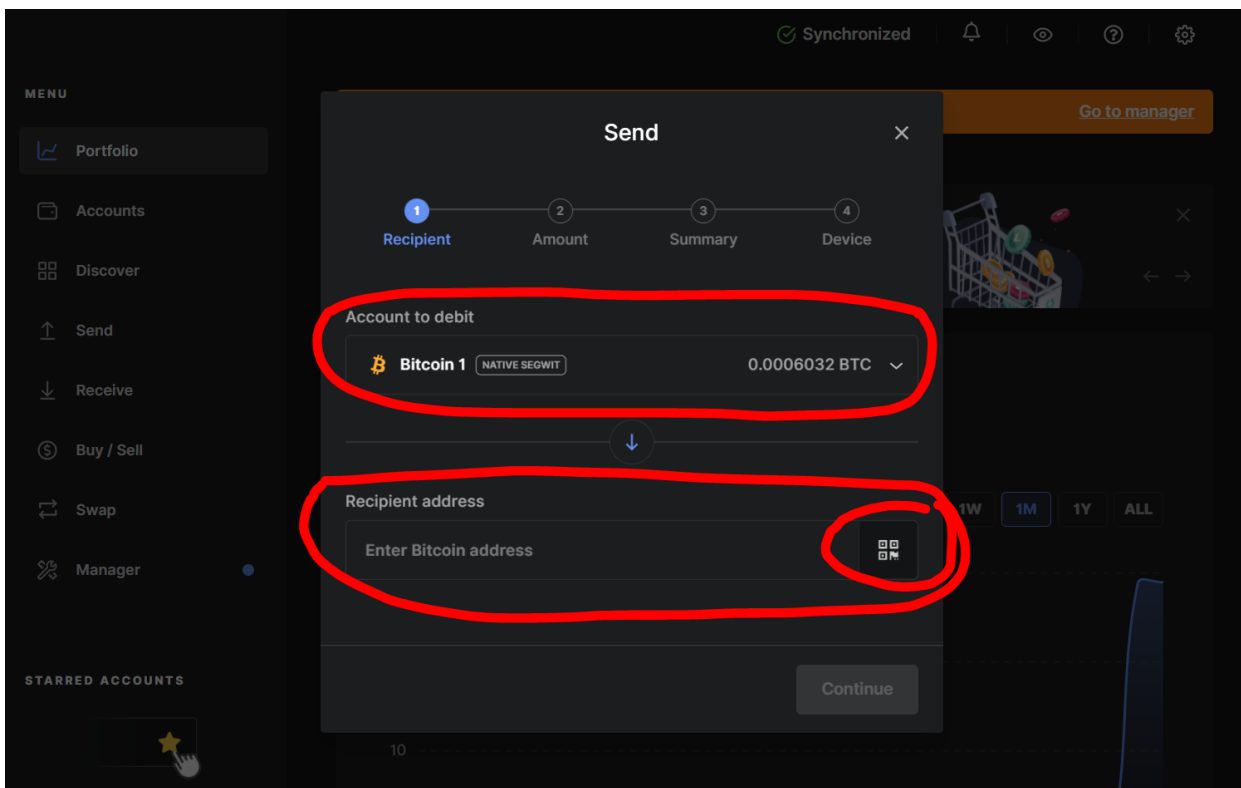 Synchronized
MENU
Go to manager
Send
Portfolio
1
2
3
4
Accounts
Recipient
Amount
Summary
Device
Discover
Account to debit
Send
Bitcoin 1
NATIVE SEGWIT
0.0006032 BTC
Receive
Buy / Sell
Recipient address
Swap
1W
1M
1Y
ALL
Enter Bitcoin address
Manager
STARRED ACCOUNTS
Continue
10